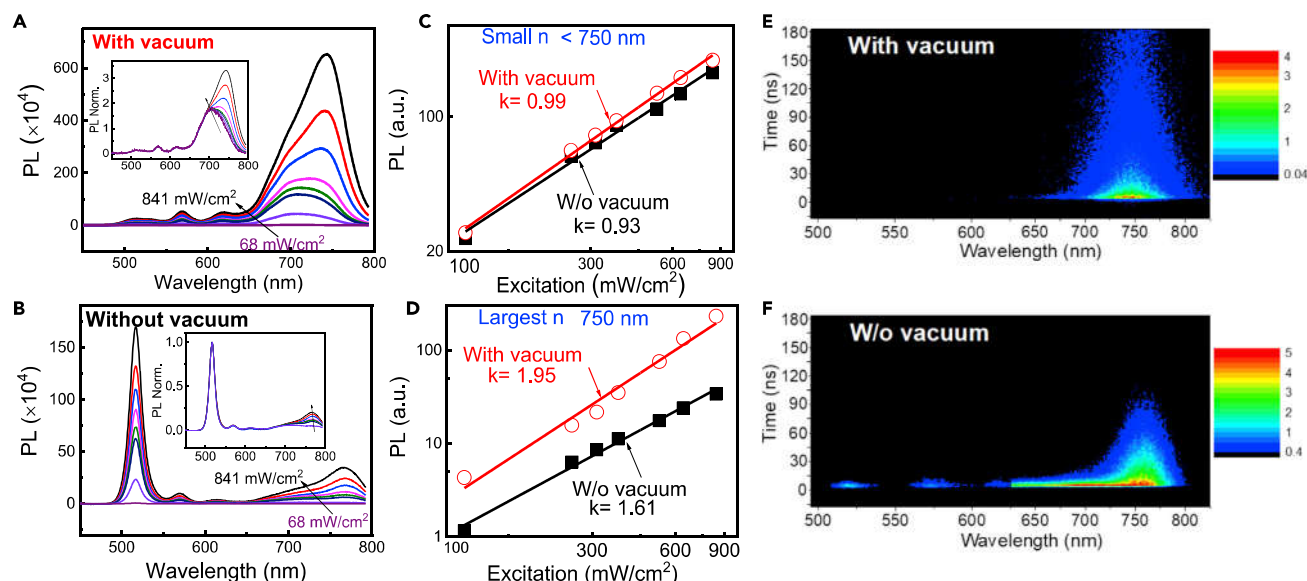 A
With vacuum
600
400
200
0
PL (×10⁴)
3
2
1
0
PL Norm.
500 600 700 800
841 mW/cm²
68 mW/cm²
500 600 700 800
Wavelength (nm)
B
Without vacuum
150
100
50
0
PL (×10⁴)
1.0
0.5
0.0
PL Norm.
500 600 700 800
841 mW/cm²
68 mW/cm²
500 600 700 800
Wavelength (nm)
C
Small n < 750 nm
With vacuum
k= 0.99
W/o vacuum
k= 0.93
100
20
PL (a.u.)
100 300 600 900
Excitation (mW/cm²)
D
Largest n 750 nm
With vacuum
k= 1.95
W/o vacuum
k= 1.61
100
10
1
PL (a.u.)
100 300 600 900
Excitation (mW/cm²)
E
With vacuum
180
150
120
90
60
30
0
Time (ns)
500 550 600 650 700 750 800
Wavelength (nm)
4
3
2
1
0.04
F
W/o vacuum
180
150
120
90
60
30
0
Time (ns)
500 550 600 650 700 750 800
Wavelength (nm)
5
4
3
2
1
0.4